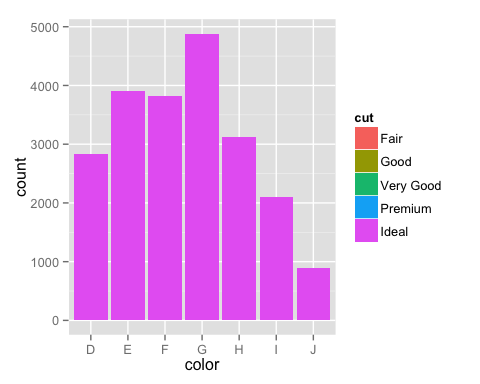 5000
4000
3000
2000
1000
0
count
D E F G H I J
color
cut
Fair
Good
Very Good
Premium
Ideal